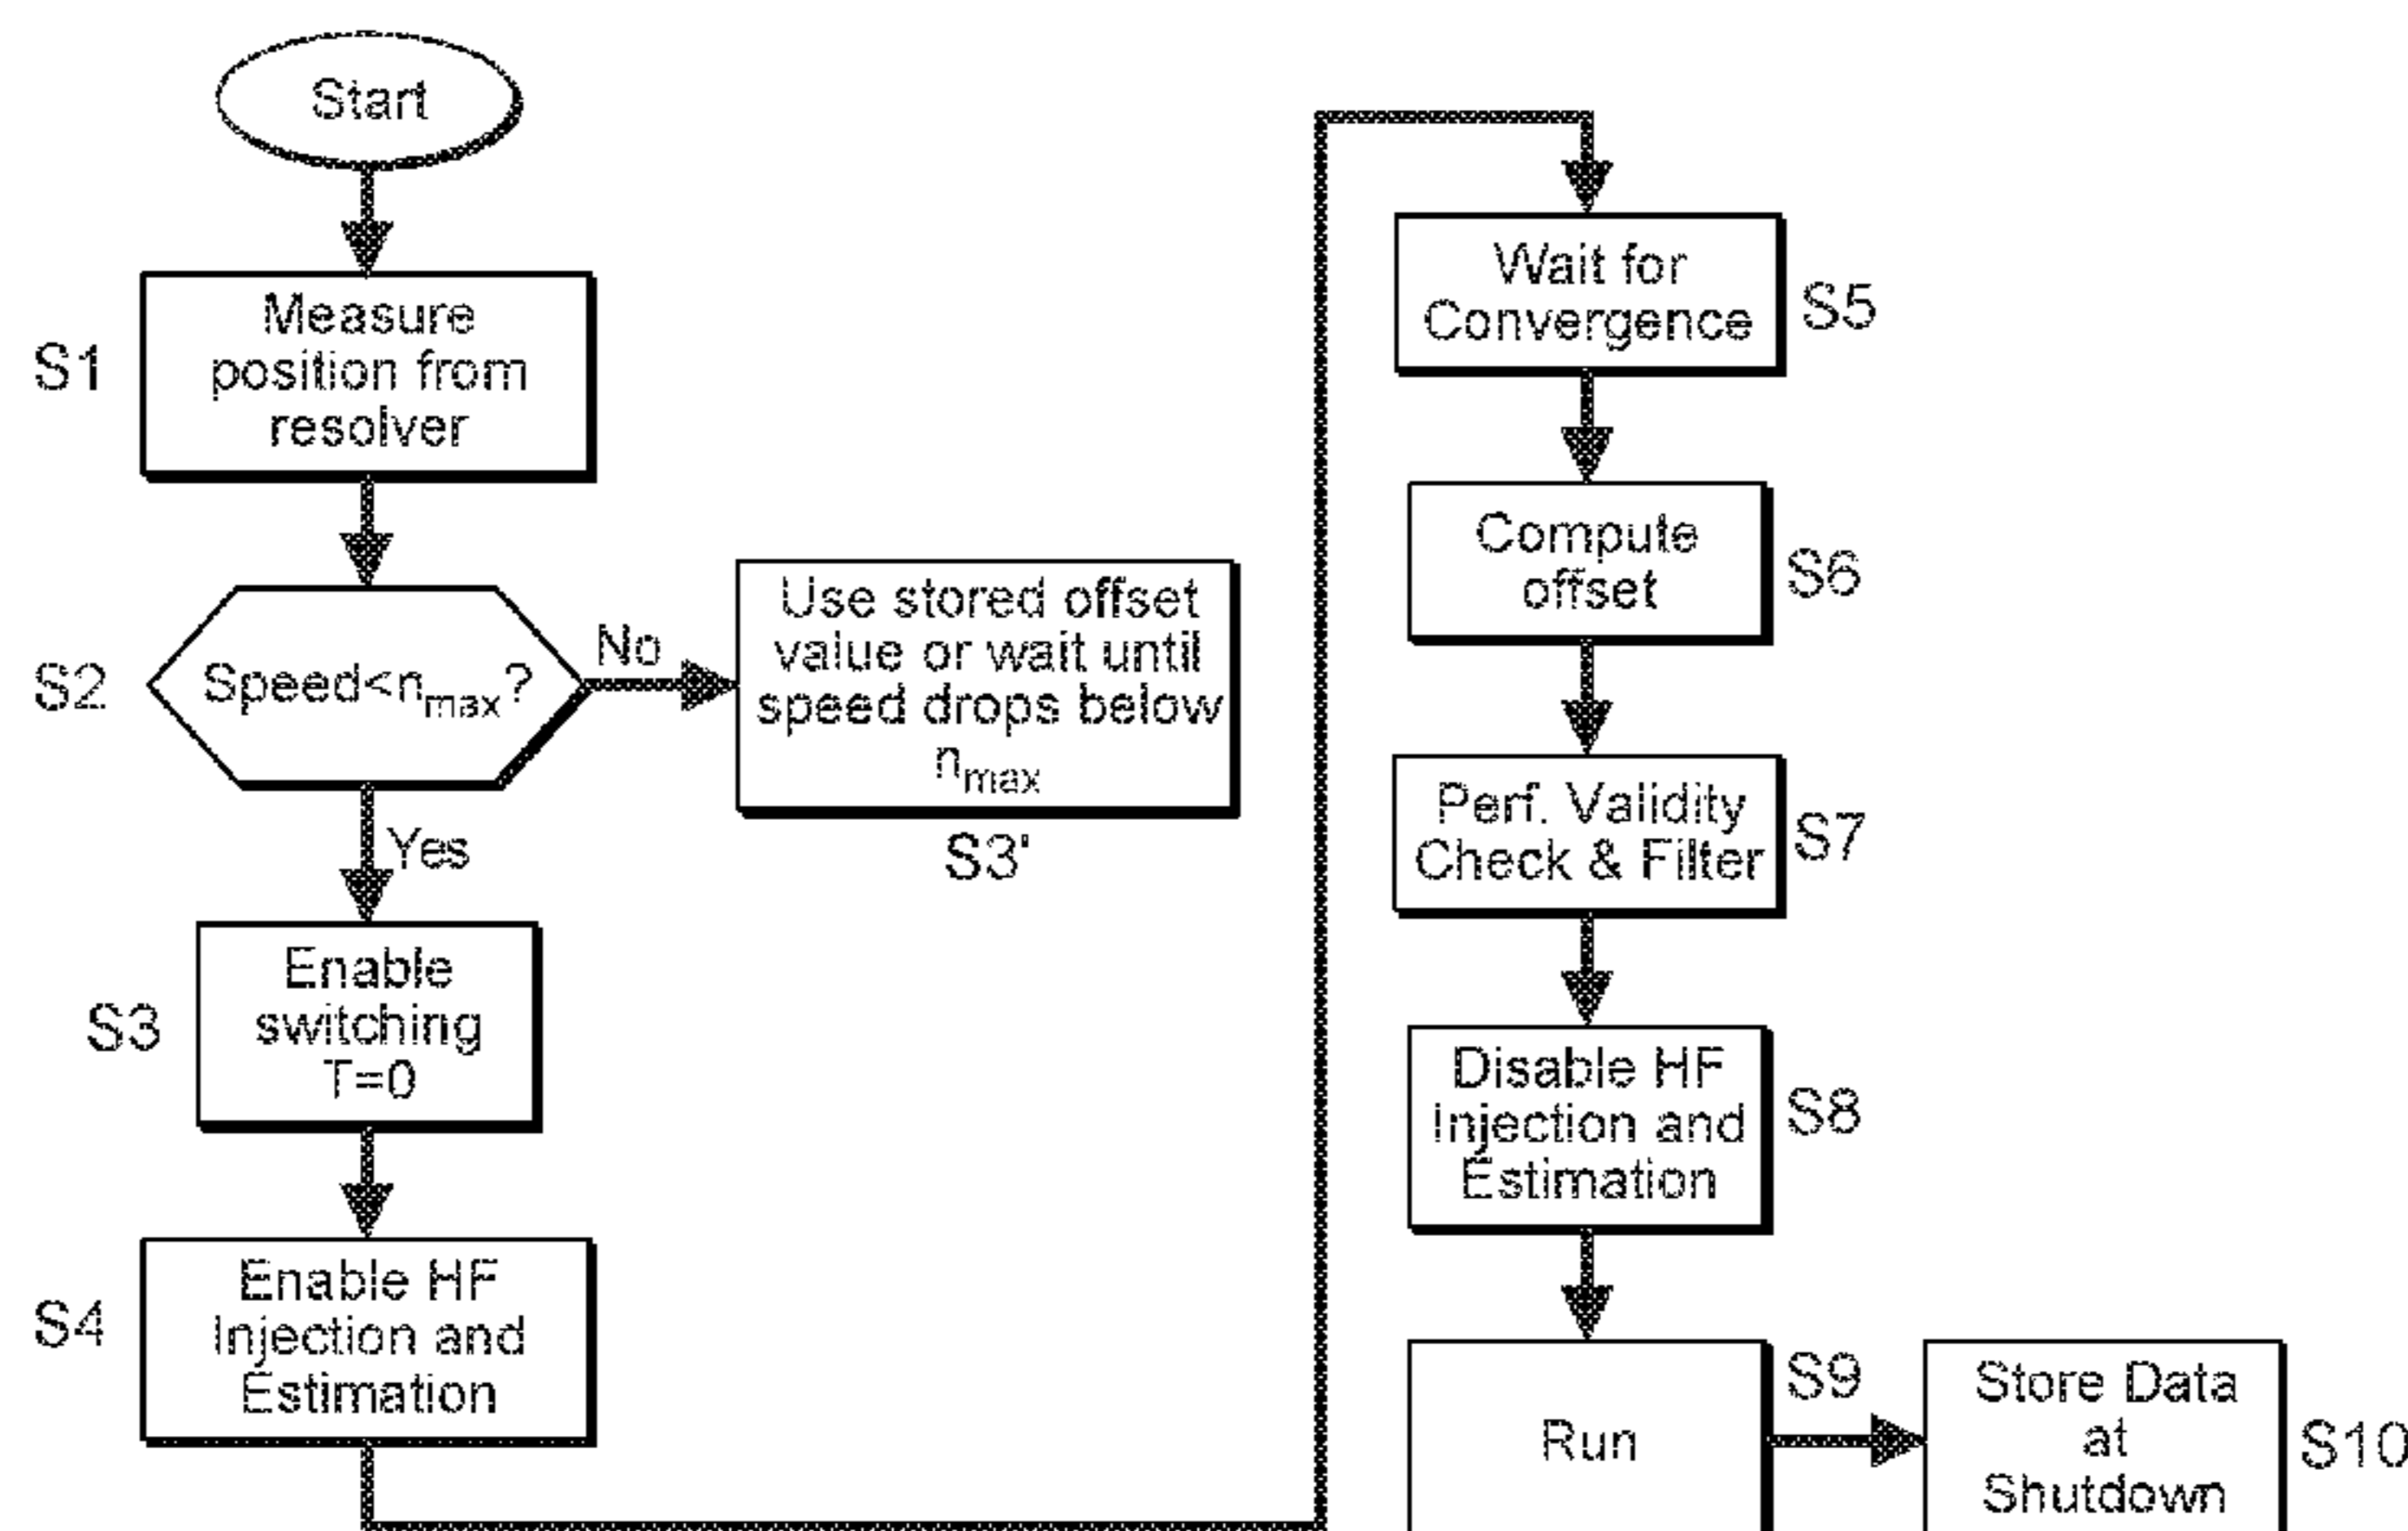 Start
S1
Measure
position from
resolver
S2
Speed<nmax?
No
Use stored offset
value or wait until
speed drops below
nmax
S3'
Yes
S3
Enable
switching
T=0
S4
Enable HF
Injection and
Estimation
Wait for
Convergence
S5
Compute
offset
S6
Perf. Validity
Check & Filter
S7
Disable HF
Injection and
Estimation
S8
Run
S9
Store Data
at
Shutdown
S10